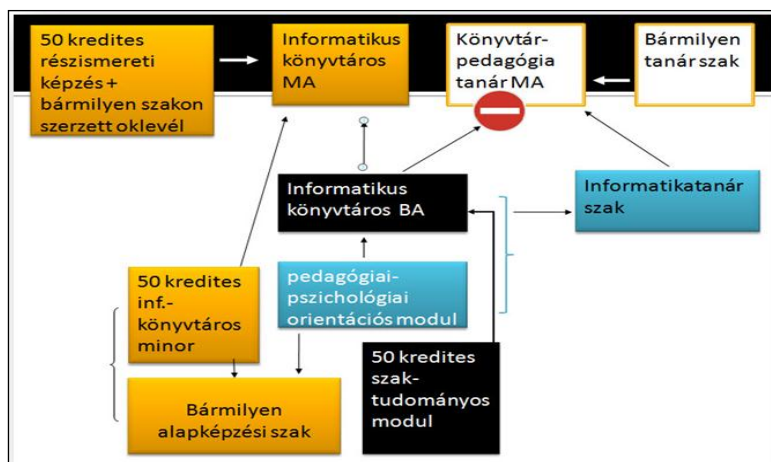 50 kredites
részismereti
képzés +
bármilyen szakon
szerzett oklevél
Informatikus
könyvtáros
MA
Könyvtár-
pedagógia
tanár MA
Bármilyen
tanár szak
Informatikus
könyvtáros BA
Informatikatanár
szak
50 kredites
inf.-
könyvtáros
minor
pedagógiai-
pszichológiai
orientációs modul
50 kredites
szak-
tudományos
modul
Bármilyen
alapképzési szak